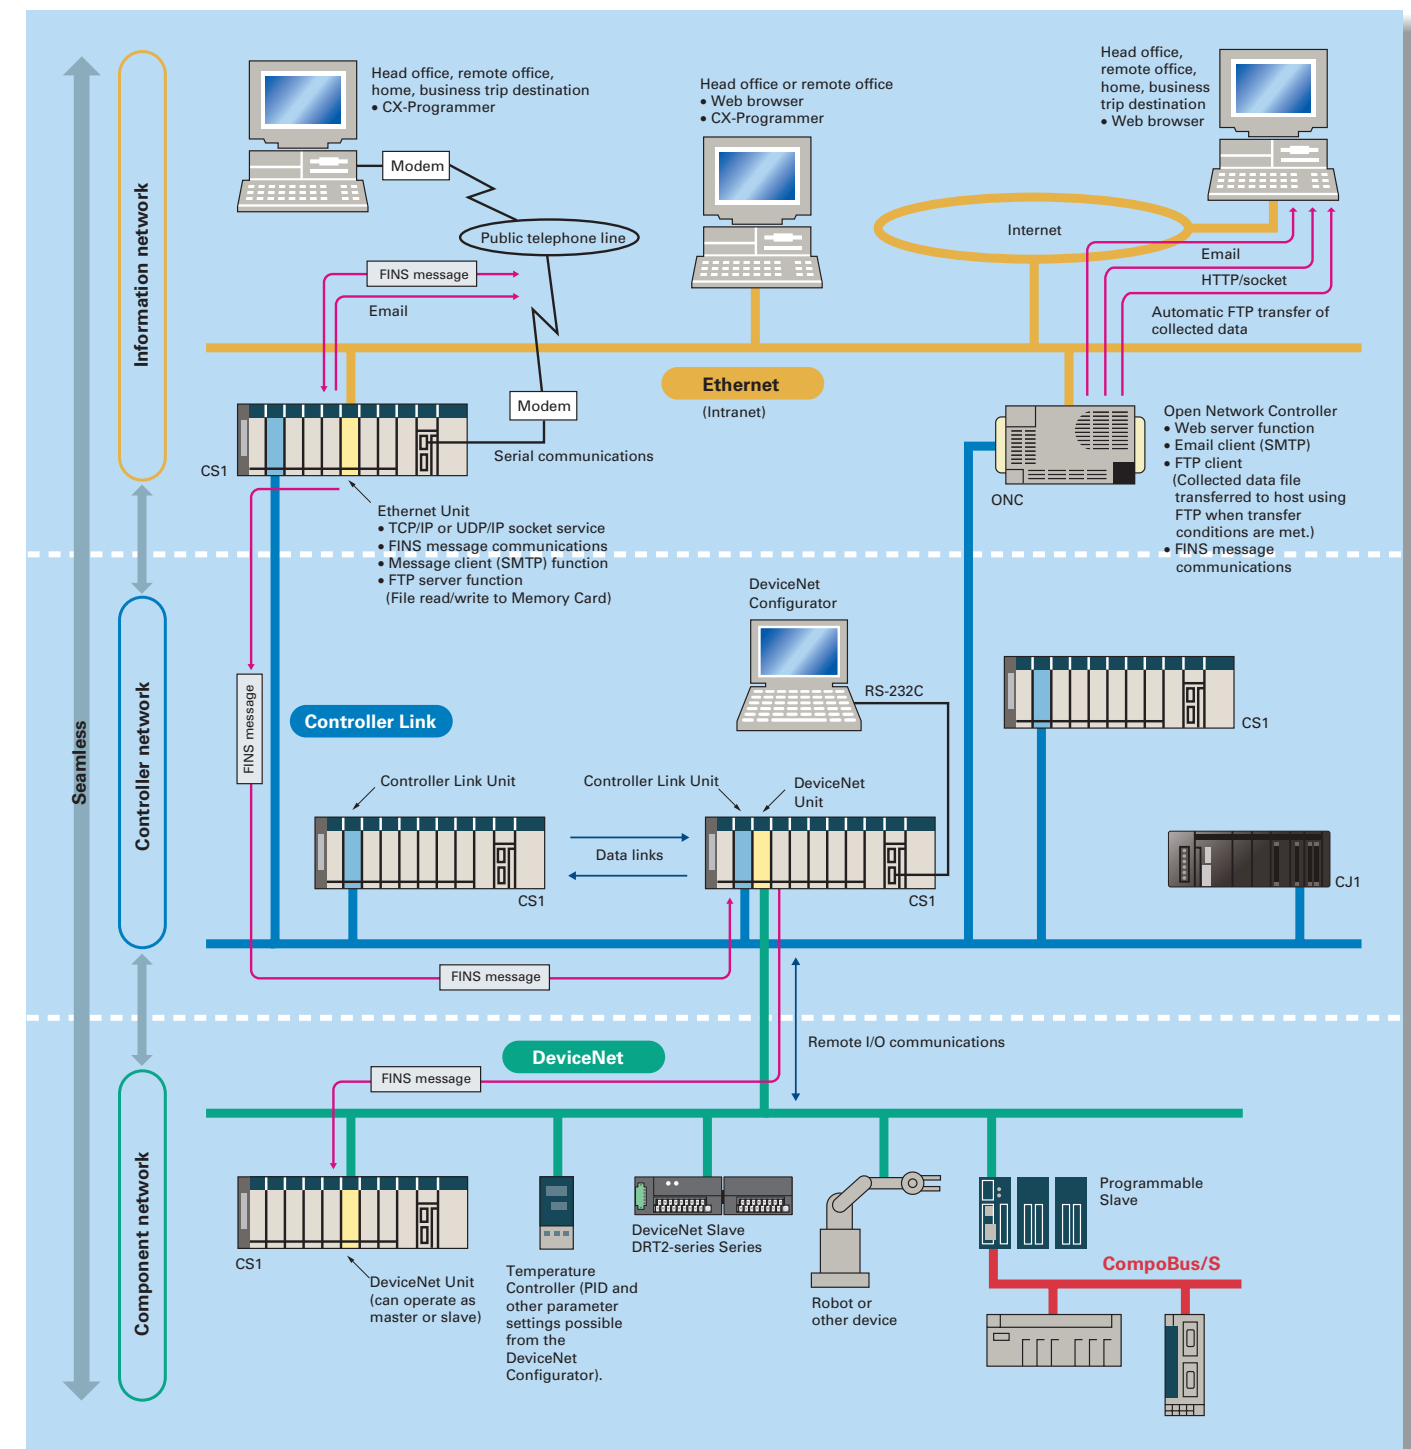 Head office, remote office,
home, business trip destination
• CX-Programmer
Modem
Public telephone line
FINS message
Email
Head office or remote office
• Web browser
• CX-Programmer
Head office,
remote office,
home, business
trip destination
• Web browser
Internet
Email
HTTP/socket
Automatic FTP transfer of
collected data
Information network
Ethernet
(Intranet)
Modem
Serial communications
CS1
Ethernet Unit
• TCP/IP or UDP/IP socket service
• FINS message communications
• Message client (SMTP) function
• FTP server function
(File read/write to Memory Card)
ONC
Open Network Controller
• Web server function
• Email client (SMTP)
• FTP client
(Collected data file
transferred to host using
FTP when transfer
conditions are met.)
• FINS message
communications
Seamless
Controller network
FINS message
Controller Link
DeviceNet
Configurator
RS-232C
CS1
Controller Link Unit
Controller Link Unit
DeviceNet
Unit
Data links
CS1
CS1
CJ1
FINS message
Remote I/O communications
Component network
DeviceNet
FINS message
CS1
DeviceNet Unit
(can operate as
master or slave)
Temperature
Controller (PID and
other parameter
settings possible
from the
DeviceNet
Configurator).
DeviceNet Slave
DRT2-series Series
Robot or
other device
Programmable
Slave
CompoBus/S